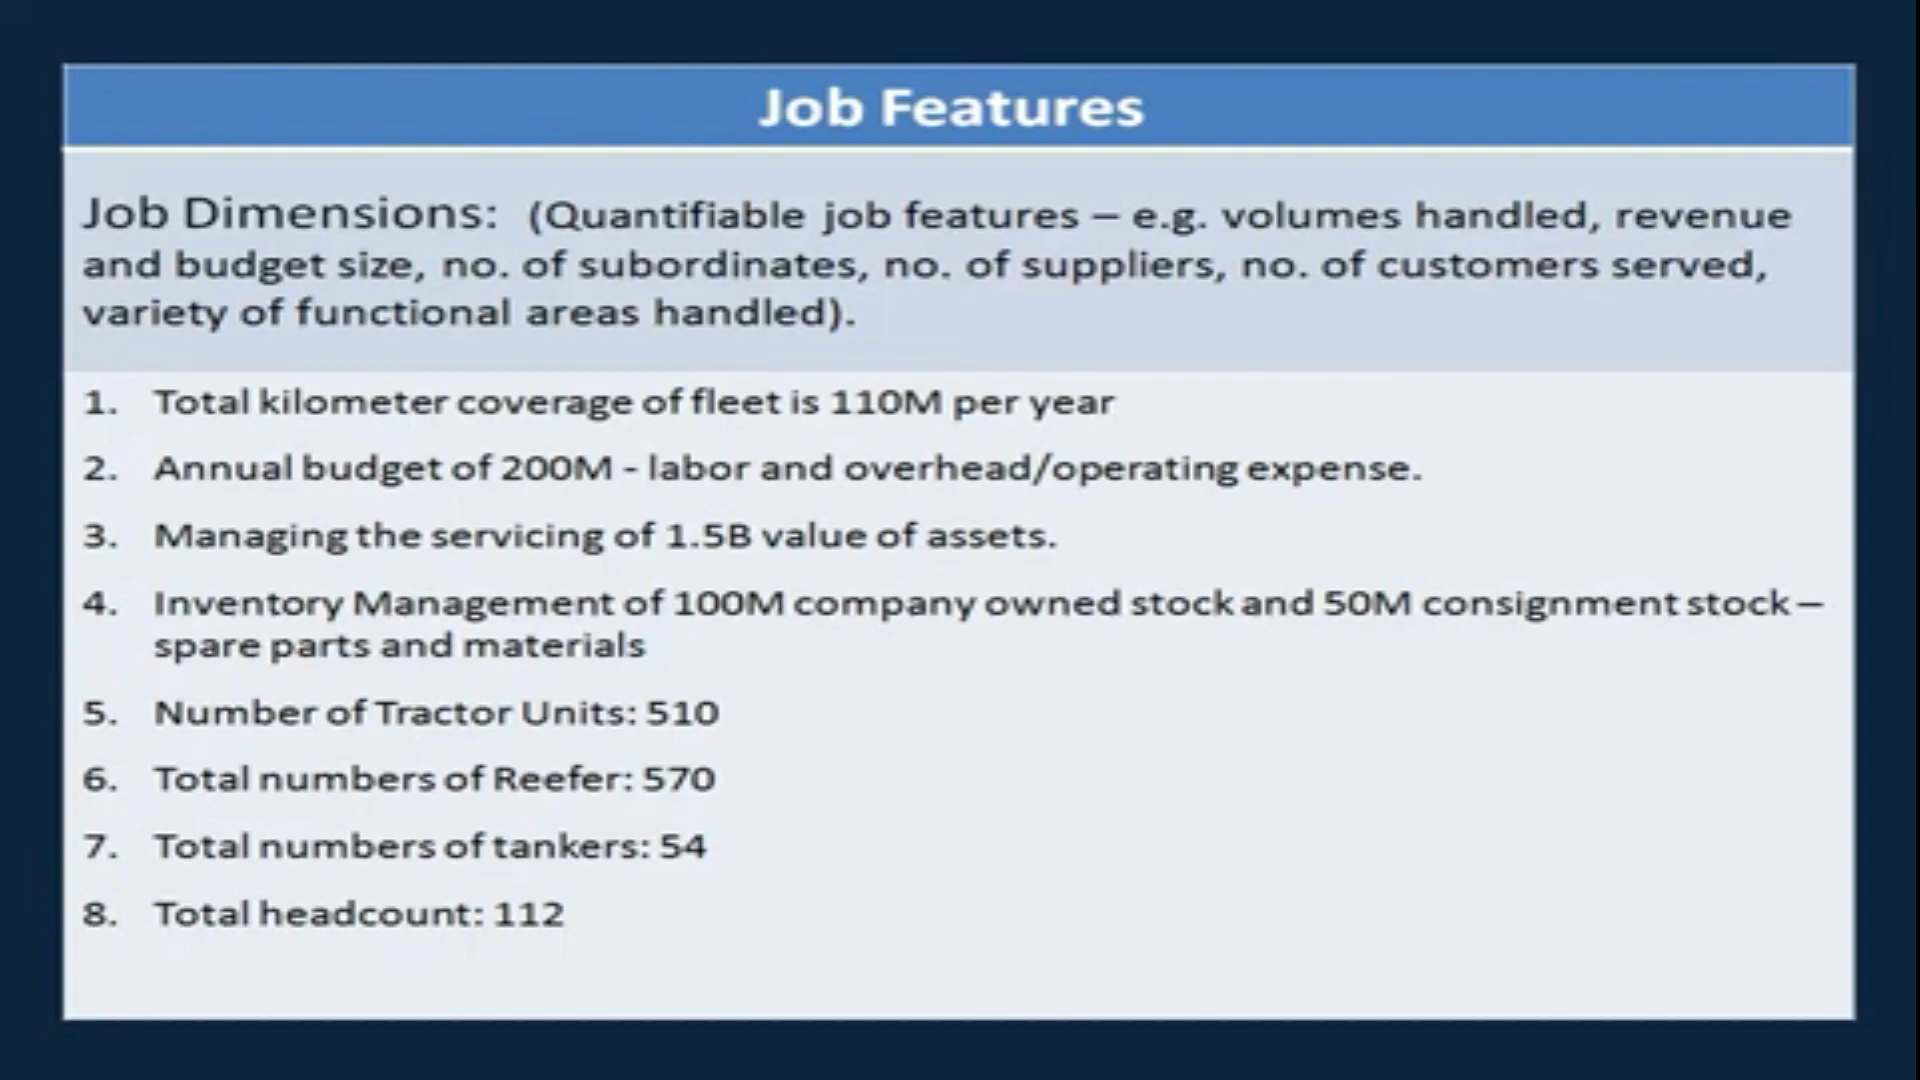 Job Features
Job Dimensions: (Quantifiable job features – e.g. volumes handled, revenue
and budget size, no. of subordinates, no. of suppliers, no. of customers served,
variety of functional areas handled).
1. Total kilometer coverage of fleet is 110M per year
2. Annual budget of 200M - labor and overhead/operating expense.
3. Managing the servicing of 1.5B value of assets.
4. Inventory Management of 100M company owned stock and 50M consignment stock –
spare parts and materials
5. Number of Tractor Units: 510
6. Total numbers of Reefer: 570
7. Total numbers of tankers: 54
8. Total headcount: 112